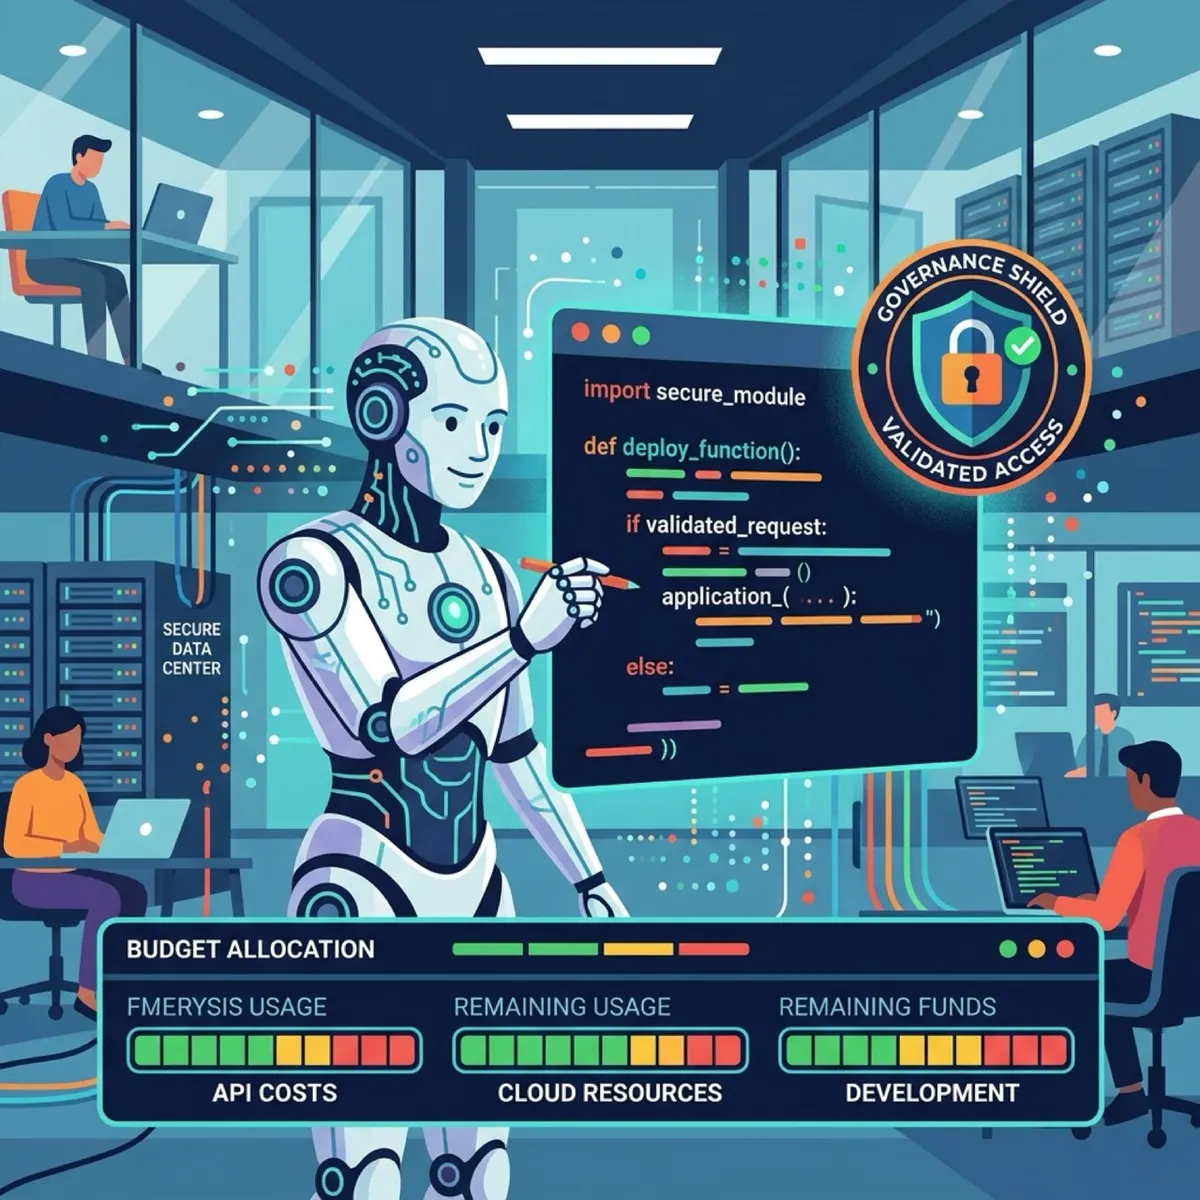 GOVERNANCE SHIELD
VALIDATED ACCESS
import secure_module
def deploy_function():
if validated_request:
= 
()
application_( .... ):
")
else:
=
))
SECURE
DATA
CENTER
BUDGET ALLOCATION
FMERYSIS USAGE
REMAINING USAGE
REMAINING FUNDS
API COSTS
CLOUD RESOURCES
DEVELOPMENT